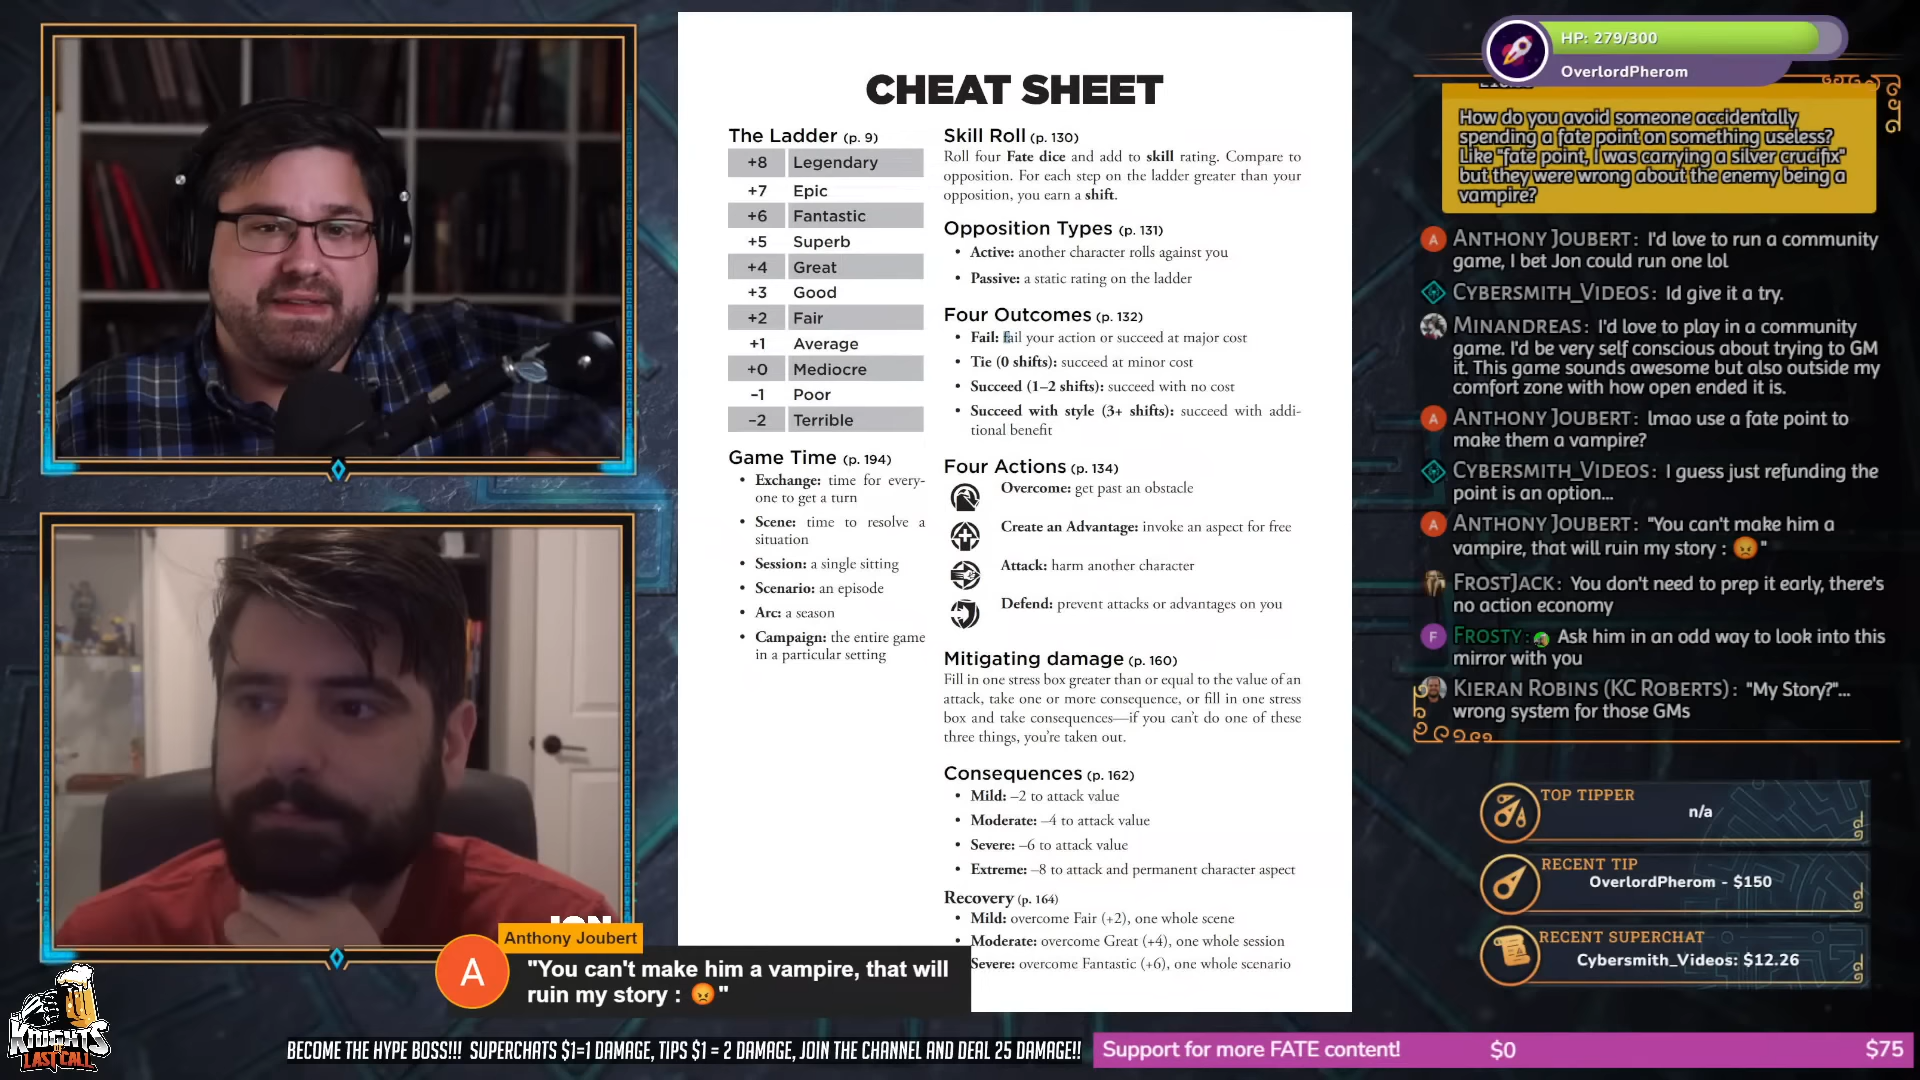 CHEAT SHEET
The Ladder (p. 9)
+8 Legendary
+7 Epic
+6 Fantastic
+5 Superb
+4 Great
+3 Good
+2 Fair
+1 Average
+0 Mediocre
–1 Poor
–2 Terrible
Game Time (p. 194)
• Exchange: time for every-
one to get a turn
• Scene: time to resolve a
situation
• Session: a single sitting
• Scenario: an episode
• Arc: a season
• Campaign: the entire game
in a particular setting
Skill Roll (p. 130)
Roll four Fate dice and add to skill rating. Compare to
opposition. For each step on the ladder greater than your
opposition, you earn a shift.
Opposition Types (p. 131)
• Active: another character rolls against you
• Passive: a static rating on the ladder
Four Outcomes (p. 132)
• Fail: fail your action or succeed at major cost
• Tie (0 shifts): succeed at minor cost
• Succeed (1–2 shifts): succeed with no cost
• Succeed with style (3+ shifts): succeed with addi-
tional benefit
Four Actions (p. 134)
Overcome: get past an obstacle
Create an Advantage: invoke an aspect for free
Attack: harm another character
Defend: prevent attacks or advantages on you
Mitigating damage (p. 160)
Fill in one stress box greater than or equal to the value of an
attack, take one or more consequence, or fill in one stress
box and take consequences—if you can't do one of these
three things, you're taken out.
Consequences (p. 162)
• Mild: –2 to attack value
• Moderate: –4 to attack value
• Severe: –6 to attack value
• Extreme: –8 to attack and permanent character aspect
Recovery (p. 164)
• Mild: overcome Fair (+2), one whole scene
• Moderate: overcome Great (+4), one whole session
Severe: overcome Fantastic (+6), one whole scenario
HP: 279/300
OverlordPherom
How do you avoid someone accidentally
spending a fate point on something useless?
Like "fate point, I was carrying a silver crucifix"
but they were wrong about the enemy being a
vampire?
A ANTHONY JOUBERT: I'd love to run a community
game, I bet Jon could run one lol
CYBERSMITH_VIDEOS: Id give it a try.
MINANDREAS: I'd love to play in a community
game. I'd be very self conscious about trying to GM
it. This game sounds awesome but also outside my
comfort zone with how open ended it is.
A ANTHONY JOUBERT: lmao use a fate point to
make them a vampire?
CYBERSMITH_VIDEOS: I guess just refunding the
point is an option...
A ANTHONY JOUBERT: "You can't make him a
vampire, that will ruin my story : 😡"
FROSTJACK: You don't need to prep it early, there's
no action economy
F FROSTY: Ask him in an odd way to look into this
mirror with you
KIERAN ROBINS (KC ROBERTS): "My Story?"...
wrong system for those GMs
TOP TIPPER
n/a
RECENT TIP
OverlordPherom - $150
RECENT SUPERCHAT
Cybersmith_Videos: $12.26
JON
Anthony Joubert
A "You can't make him a vampire, that will
ruin my story : 😡"
KNIGHTS
OF
LAST CALL
BECOME THE HYPE BOSS!!! SUPERCHATS $1=1 DAMAGE, TIPS $1 = 2 DAMAGE, JOIN THE CHANNEL AND DEAL 25 DAMAGE!!
Support for more FATE content! $0 $75